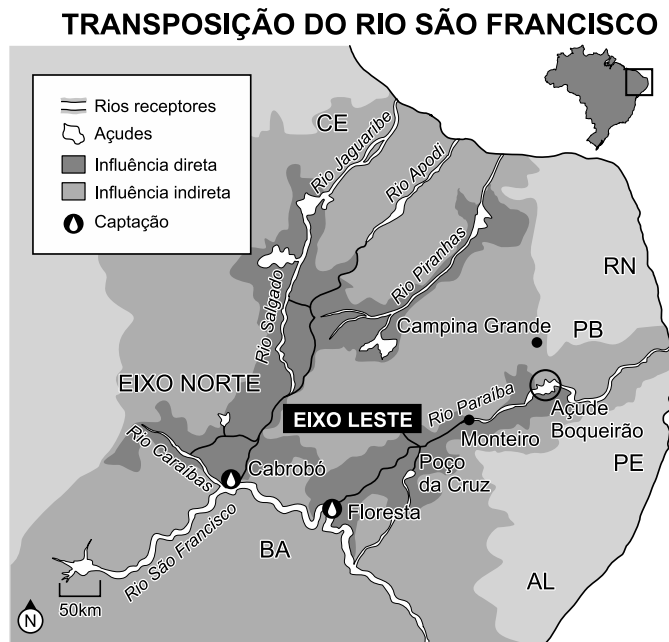 TRANSPOSIÇÃO DO RIO SÃO FRANCISCO
Rios receptores
Açudes
Influência direta
Influência indireta
Captação
CE
Rio Jaguaribe
Rio Apodi
Rio Piranhas
Rio Salgado
RN
Campina Grande
PB
EIXO NORTE
EIXO LESTE
Rio Paraíba
Açude
Boqueirão
Monteiro
PE
Rio Caraíbas
Cabrobó
Poço
da Cruz
Floresta
Rio São Francisco
BA
AL
50km
N